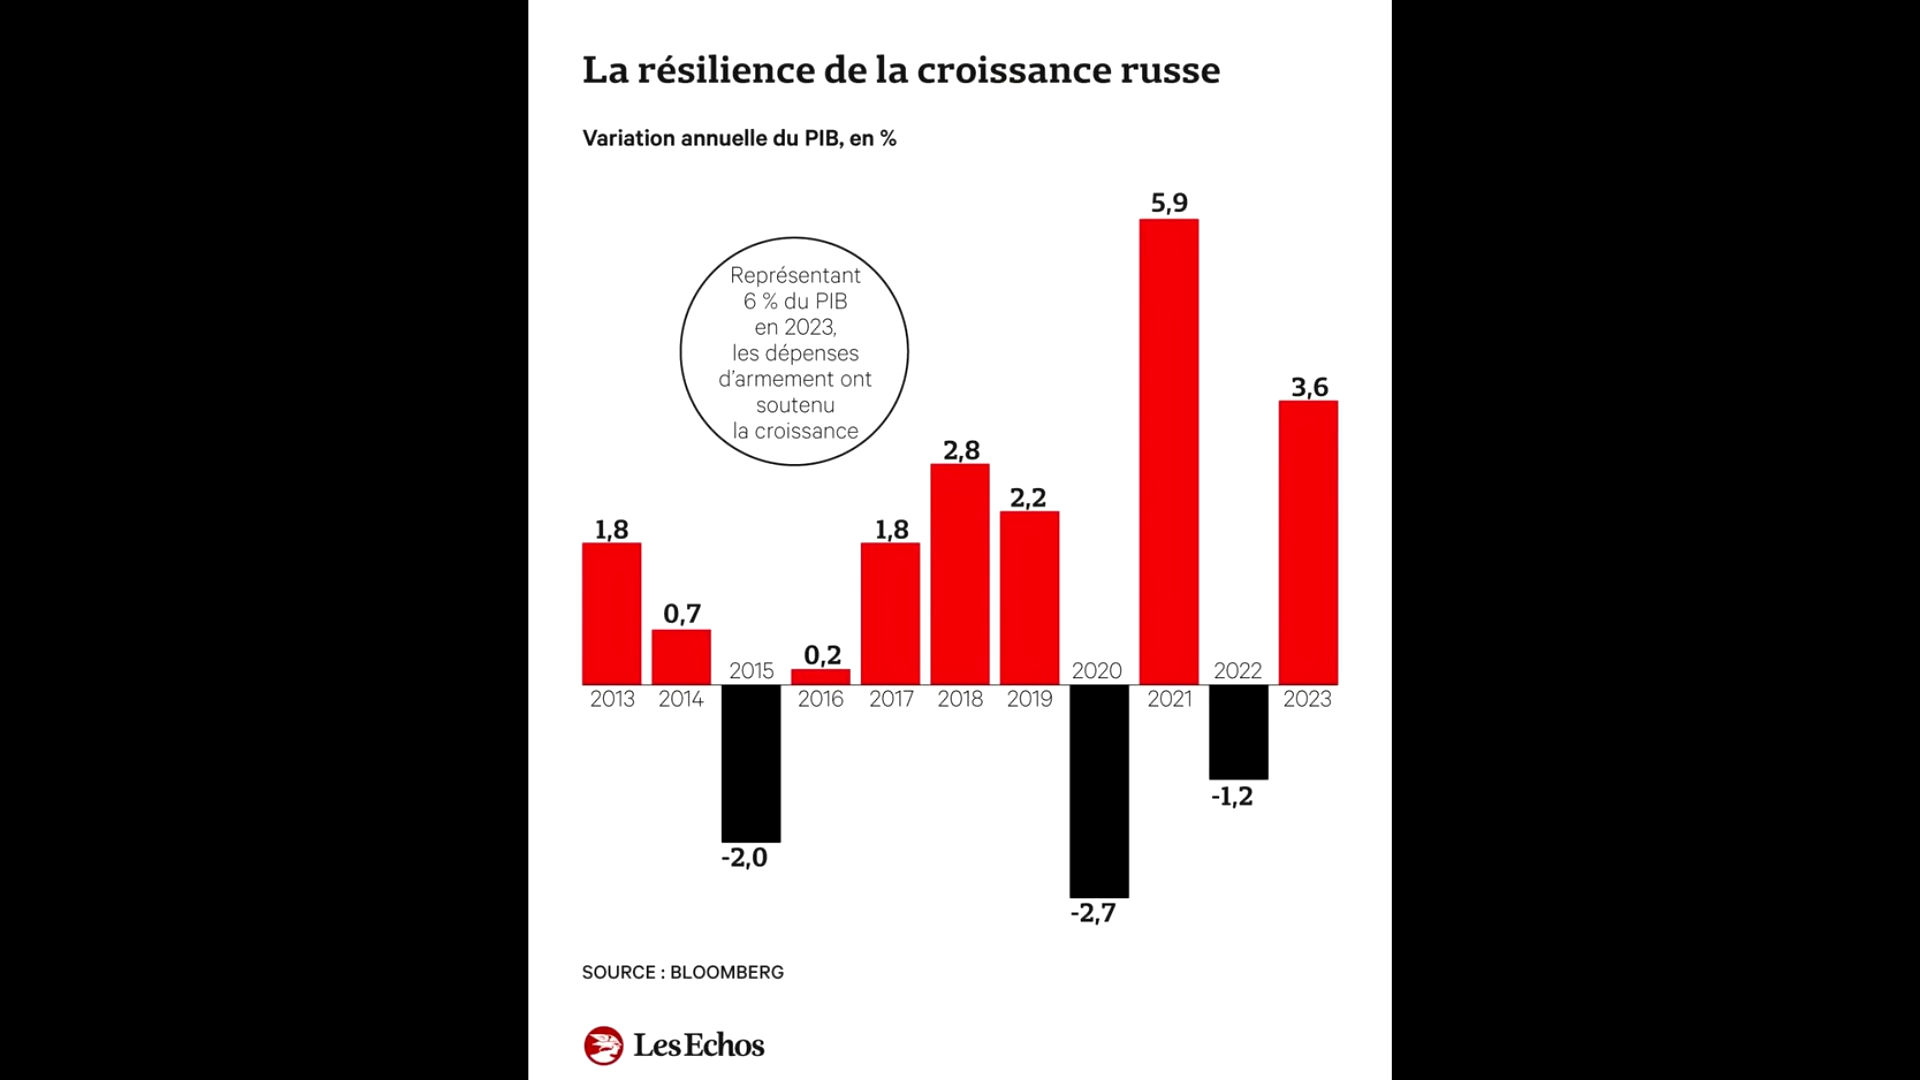 La résilience de la croissance russe
Variation annuelle du PIB, en %
Représentant
6 % du PIB
en 2023,
les dépenses
d'armement ont
soutenu
la croissance
1,8
0,7
0,2
1,8
2,8
2,2
5,9
3,6
2015
2020
2022
2013
2014
2016
2017
2018
2019
2021
2023
-2,0
-2,7
-1,2
SOURCE : BLOOMBERG
Les Echos